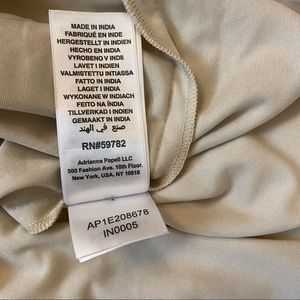 MADE IN INDIA
FABRIQUÉ EN INDE
HERGESTELLT IN INDIEN
HECHO EN INDIA
VYROBENO V INDII
LAVET I INDIEN
VALMISTETTU INTIASSA
FATTO IN INDIA
LAGET I INDIA
WYKONANE W INDIACH
FEITO NA ÍNDIA
TILLVERKAD I INDIEN
GEMAAKT IN INDIA
صنع في الهند
RN#59782
Adrianna Papell LLC
500 Fashion Ave. 10th Floor.
New York, USA. NY 10018
AP1E208678
IN0005